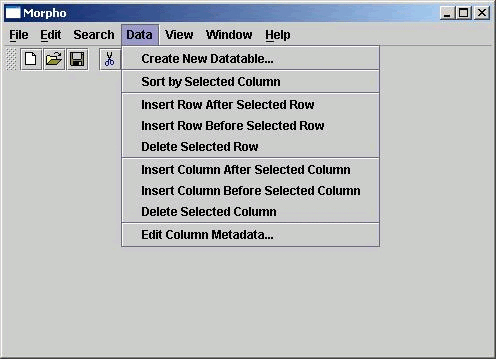 Morpho
File Edit Search Data View Window Help
Create New Datatable...
Sort by Selected Column
Insert Row After Selected Row
Insert Row Before Selected Row
Delete Selected Row
Insert Column After Selected Column
Insert Column Before Selected Column
Delete Selected Column
Edit Column Metadata...